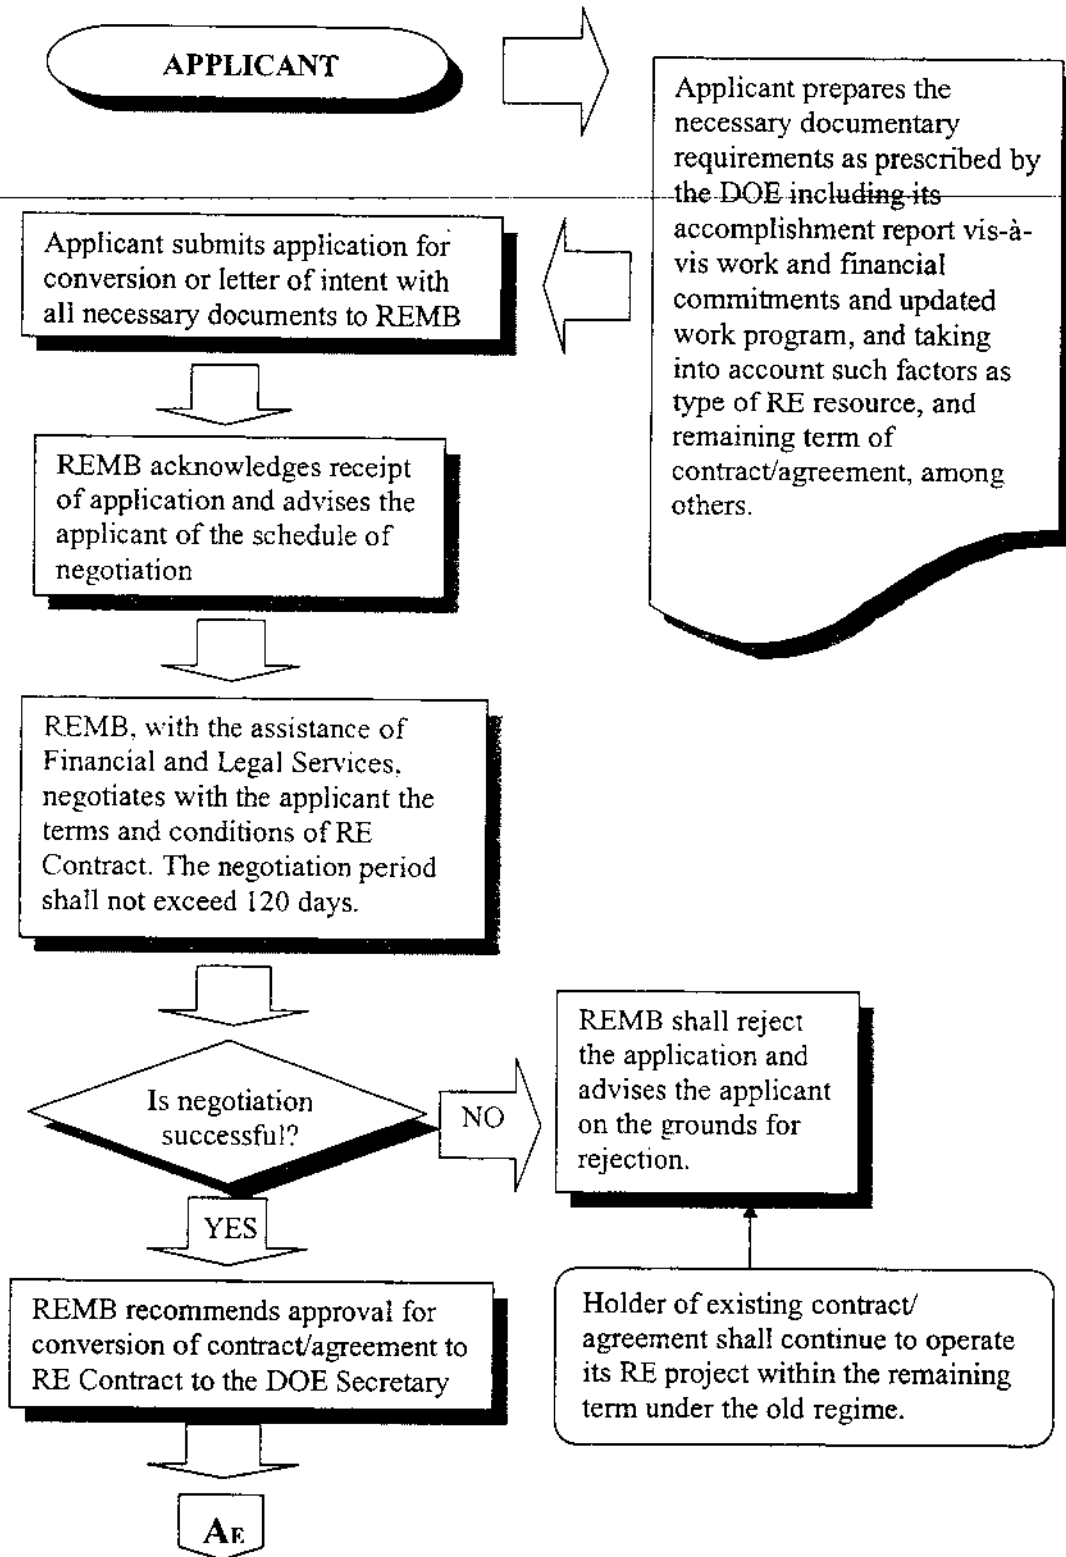 APPLICANT
Applicant prepares the
necessary documentary
requirements as prescribed by
the DOE including its
accomplishment report vis-à-
vis work and financial
commitments and updated
work program, and taking
into account such factors as
type of RE resource, and
remaining term of
contract/agreement, among
others.
Applicant submits application for
conversion or letter of intent with
all necessary documents to REMB
REMB acknowledges receipt
of application and advises the
applicant of the schedule of
negotiation
REMB, with the assistance of
Financial and Legal Services,
negotiates with the applicant the
terms and conditions of RE
Contract. The negotiation period
shall not exceed 120 days.
Is negotiation
successful?
NO
REMB shall reject
the application and
advises the applicant
on the grounds for
rejection.
YES
REMB recommends approval for
conversion of contract/agreement to
RE Contract to the DOE Secretary
Holder of existing contract/
agreement shall continue to operate
its RE project within the remaining
term under the old regime.
AE